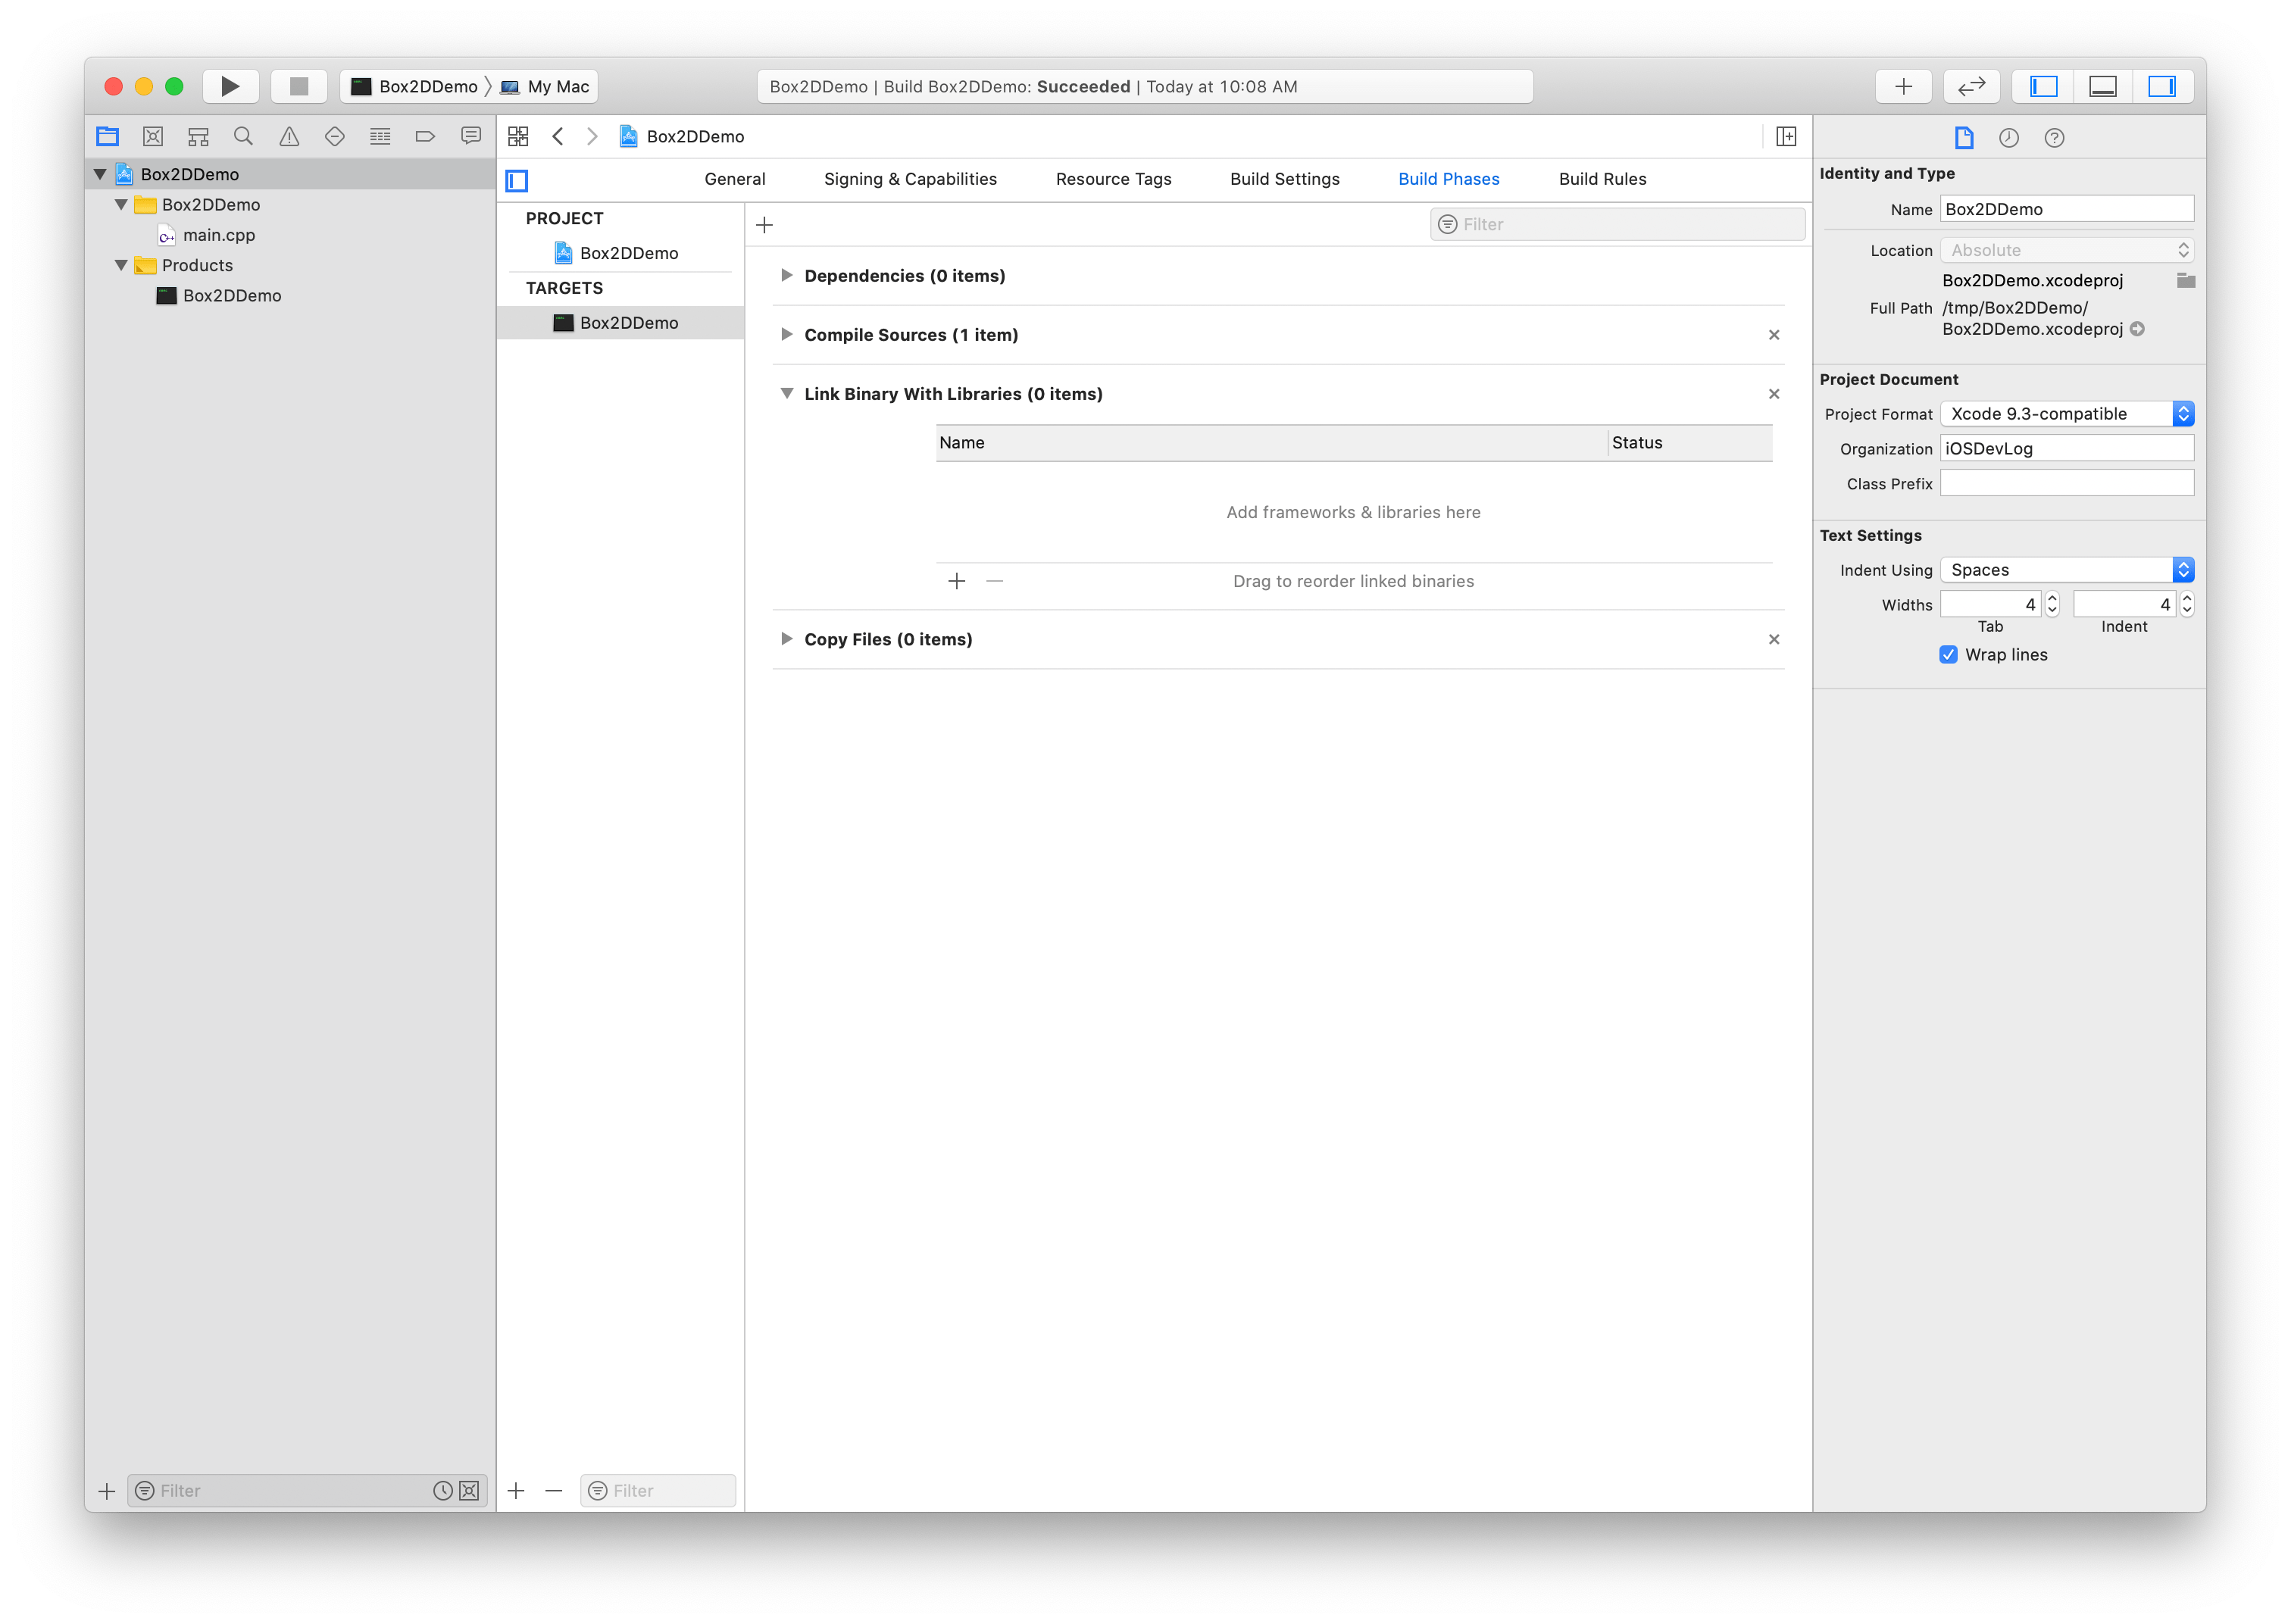 Box2DDemo
My Mac
Box2DDemo | Build Box2DDemo: Succeeded | Today at 10:08 AM
Box2DDemo
Box2DDemo
C++ main.cpp
Products
Box2DDemo
Filter
Box2DDemo
General
Signing & Capabilities
Resource Tags
Build Settings
Build Phases
Build Rules
PROJECT
Box2DDemo
TARGETS
Box2DDemo
Filter
Filter
Dependencies (0 items)
Compile Sources (1 item)
Link Binary With Libraries (0 items)
Name
Status
Add frameworks & libraries here
Drag to reorder linked binaries
Copy Files (0 items)
Identity and Type
Name Box2DDemo
Location Absolute
Box2DDemo.xcodeproj
Full Path /tmp/Box2DDemo/
Box2DDemo.xcodeproj
Project Document
Project Format Xcode 9.3-compatible
Organization iOSDevLog
Class Prefix
Text Settings
Indent Using Spaces
Widths 4 4
Tab Indent
Wrap lines